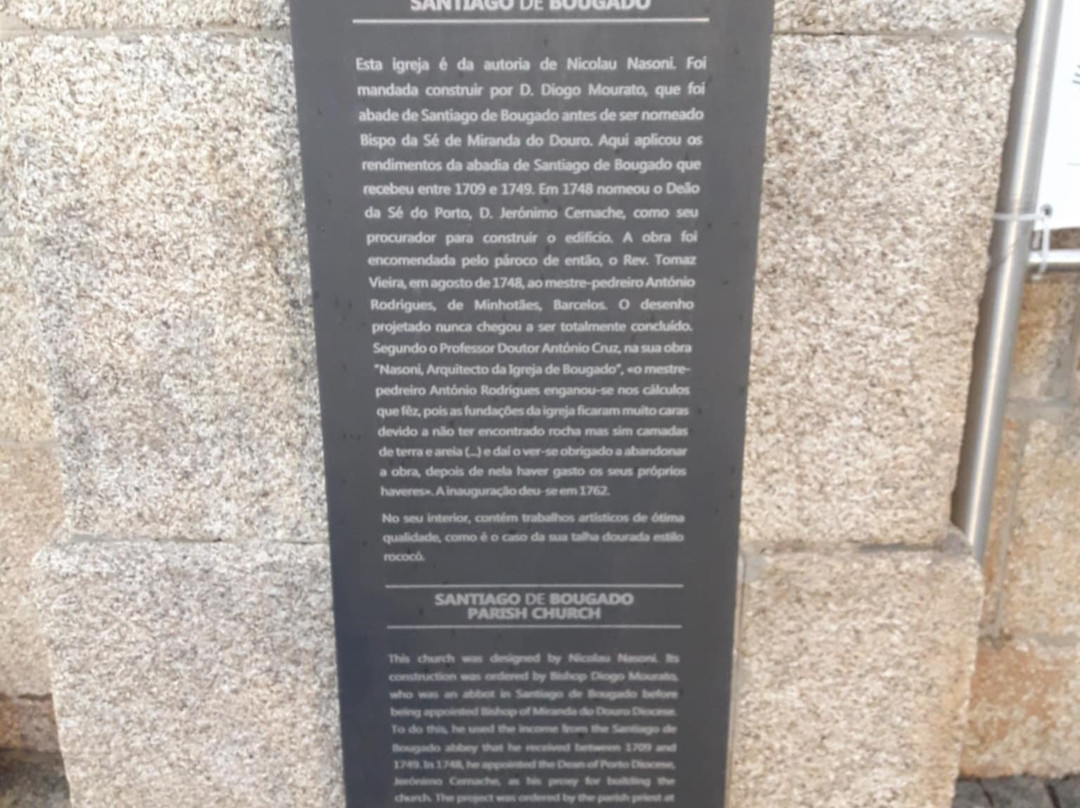 SANTIAGO DE BOUGADO
Esta igreja é da autoria de Nicolau Nasoni. Foi
mandada construir por D. Diogo Mourato, que foi
abade de Santiago de Bougado antes de ser nomeado
Bispo da Sé de Miranda do Douro. Aqui aplicou os
rendimentos da abadia de Santiago de Bougado que
recebeu entre 1709 e 1749. Em 1748 nomeou o Deão
da Sé do Porto, D. Jerónimo Cernache, como seu
procurador para construir o edifício. A obra foi
encomendada pelo pároco de então, o Rev. Tomaz
Vieira, em agosto de 1748, ao mestre-pedreiro António
Rodrigues, de Minhotães, Barcelos. O desenho
projetado nunca chegou a ser totalmente concluído.
Segundo o Professor Doutor António Cruz, na sua obra
"Nasoni, Arquitecto da Igreja de Bougado", «o mestre-
pedreiro António Rodrigues enganou-se nos cálculos
que fêz, pois as fundações da igreja ficaram muito caras
devido a não ter encontrado rocha mas sim camadas
de terra e areia (...) e daí o ver-se obrigado a abandonar
a obra, depois de nela haver gasto os seus próprios
haveres». A inauguração deu-se em 1762.
No seu interior, contém trabalhos artísticos de ótima
qualidade, como é o caso da sua talha dourada estilo
rococó.
SANTIAGO DE BOUGADO
PARISH CHURCH
This church was designed by Nicolau Nasoni. Its
construction was ordered by Bishop Diogo Mourato,
who was an abbot in Santiago de Bougado before
being appointed Bishop of Miranda do Douro Diocese.
To do this, he used the income from the Santiago de
Bougado abbey that he received between 1709 and
1749. In 1748, he appointed the Dean of Porto Diocese,
Jerónimo Cernache, as his proxy for building the
church. The project was ordered by the parish priest at